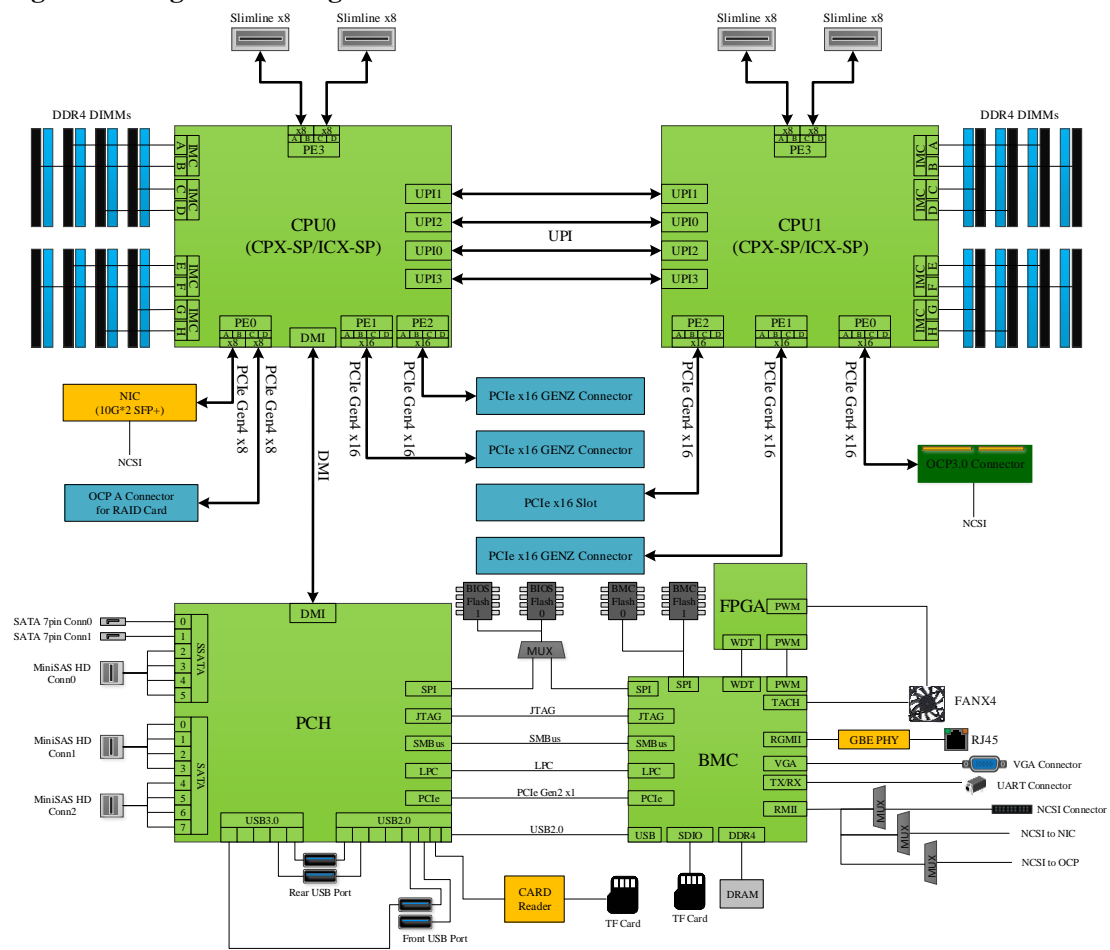 Slimline x8
Slimline x8
Slimline x8
Slimline x8
DDR4 DIMMs
DDR4 DIMMs
x8 x8
A B C D
PE3
x8 x8
A B C D
PE3
A
B
IMC
C
D
IMC
E
F
IMC
G
H
IMC
CPU0
(CPX-SP/ICX-SP)
UPI1
UPI2
UPI0
UPI3
UPI
UPI1
UPI0
UPI2
UPI3
CPU1
(CPX-SP/ICX-SP)
IMC
A
B
IMC
C
D
IMC
E
F
IMC
G
H
PE0
A B C D
x8 x8
DMI
PE1
A B C D
x16
PE2
A B C D
x16
PE2
A B C D
x16
PE1
A B C D
x16
PE0
A B C D
x16
PCIe Gen4 x8
PCIe Gen4 x8
DMI
PCIe Gen4 x16
PCIe Gen4 x16
PCIe Gen4 x16
PCIe Gen4 x16
PCIe Gen4 x16
NIC
(10G*2 SFP+)
NCSI
OCP A Connector
for RAID Card
PCIe x16 GENZ Connector
PCIe x16 GENZ Connector
PCIe x16 Slot
PCIe x16 GENZ Connector
OCP3.0 Connector
NCSI
BIOS
Flash
1
BIOS
Flash
0
BMC
Flash
0
BMC
Flash
1
MUX
FPGA
PWM
WDT
PWM
DMI
SATA 7pin Conn0
SATA 7pin Conn1
MiniSAS HD
Conn0
0
1
2
3
4
5
SSATA
MiniSAS HD
Conn1
MiniSAS HD
Conn2
0
1
2
3
4
5
6
7
SATA
PCH
SPI
JTAG
SMBus
LPC
PCIe
USB3.0
USB2.0
JTAG
SMBus
LPC
PCIe Gen2 x1
USB2.0
SPI
WDT
PWM
SPI
JTAG
SMBus
LPC
PCIe
USB
SDIO
DDR4
BMC
TACH
RGMII
VGA
TX/RX
RMII
FANX4
GBE PHY
RJ45
VGA Connector
UART Connector
MUX
NCSI Connector
MUX
NCSI to NIC
MUX
NCSI to OCP
Rear USB Port
Front USB Port
CARD
Reader
TF Card
TF Card
DRAM